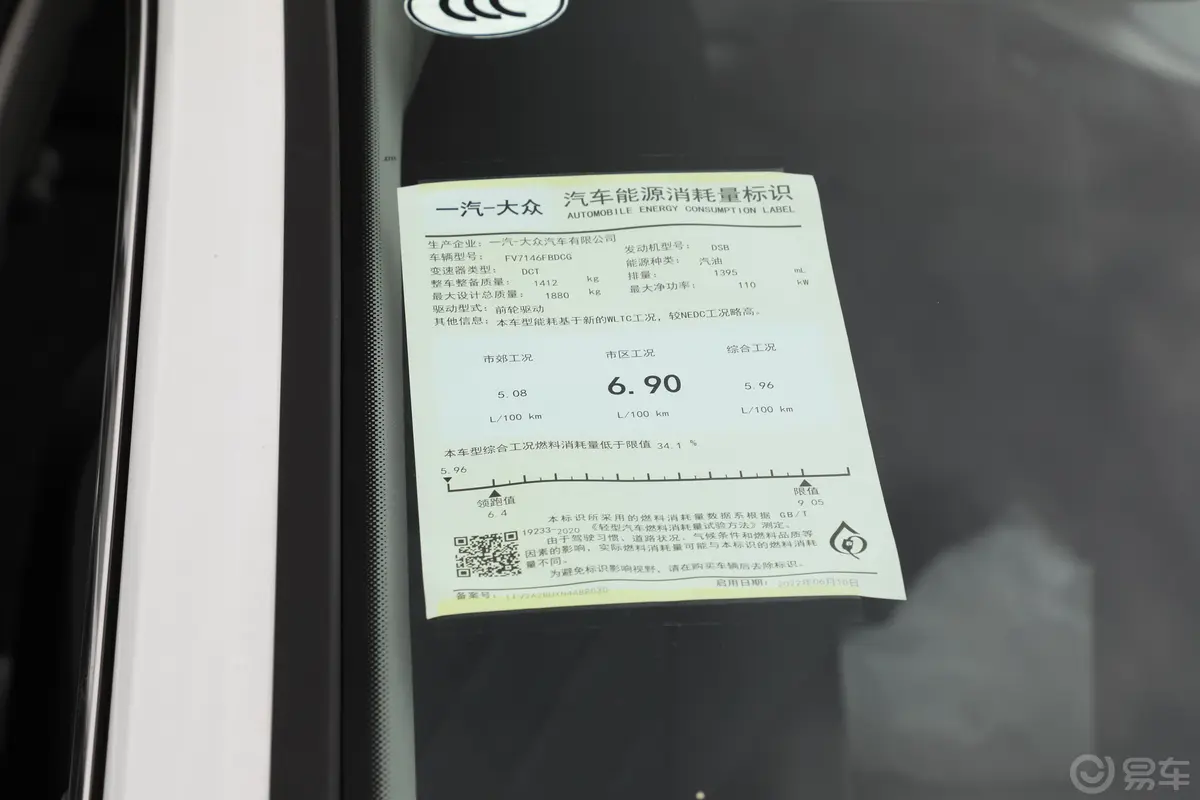 CCC
一汽-大众 汽车能源消耗量标识
AUTOMOBILE ENERGY CONSUMPTION LABEL
生产企业: 一汽-大众汽车有限公司
车辆型号: FV7146FBDCG 发动机型号: DSB
变速器类型: DCT 能源种类: 汽油
整车整备质量: 1412 kg 排量: 1395 mL
最大设计总质量: 1880 kg 最大净功率: 110 kW
驱动型式: 前轮驱动
其他信息: 本车型能耗基于新的WLTC工况, 较NEDC工况略高。
市郊工况 市区工况 综合工况
5.08 6.90 5.96
L/100 km L/100 km L/100 km
本车型综合工况燃料消耗量低于限值 34.1 %
5.96
领跑值 限值
6.4 9.05
本标识所采用的燃料消耗量数据系根据 GB/T
19233-2020 《轻型汽车燃料消耗量试验方法》测定。
由于驾驶习惯、道路状况、气候条件和燃料品质等
因素的影响, 实际燃料消耗量可能与本标识的燃料消耗
量不同。
为避免标识影响视野, 请在购买车辆后去除标识。
备案号: 启用日期:
易车